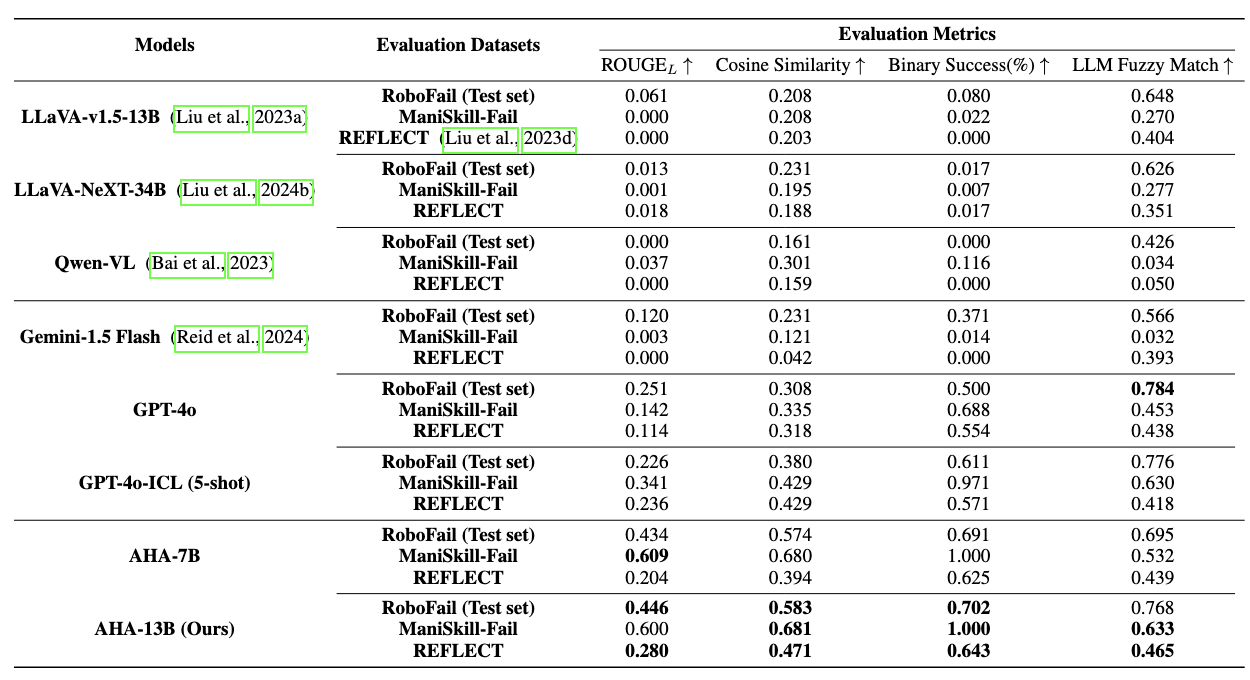 Models Evaluation Datasets Evaluation Metrics
ROUGE_L ↑ Cosine Similarity ↑ Binary Success(%) ↑ LLM Fuzzy Match ↑
RoboFail (Test set) 0.061 0.208 0.080 0.648
LLaVA-v1.5-13B (Liu et al., 2023a) ManiSkill-Fail 0.000 0.208 0.022 0.270
REFLECT (Liu et al., 2023d) 0.000 0.203 0.000 0.404
RoboFail (Test set) 0.013 0.231 0.017 0.626
LLaVA-NeXT-34B (Liu et al., 2024b) ManiSkill-Fail 0.001 0.195 0.007 0.277
REFLECT 0.018 0.188 0.017 0.351
RoboFail (Test set) 0.000 0.161 0.000 0.426
Qwen-VL (Bai et al., 2023) ManiSkill-Fail 0.037 0.301 0.116 0.034
REFLECT 0.000 0.159 0.000 0.050
RoboFail (Test set) 0.120 0.231 0.371 0.566
Gemini-1.5 Flash (Reid et al., 2024) ManiSkill-Fail 0.003 0.121 0.014 0.032
REFLECT 0.000 0.042 0.000 0.393
RoboFail (Test set) 0.251 0.308 0.500 0.784
GPT-4o ManiSkill-Fail 0.142 0.335 0.688 0.453
REFLECT 0.114 0.318 0.554 0.438
RoboFail (Test set) 0.226 0.380 0.611 0.776
GPT-4o-ICL (5-shot) ManiSkill-Fail 0.341 0.429 0.971 0.630
REFLECT 0.236 0.429 0.571 0.418
RoboFail (Test set) 0.434 0.574 0.691 0.695
AHA-7B ManiSkill-Fail 0.609 0.680 1.000 0.532
REFLECT 0.204 0.394 0.625 0.439
RoboFail (Test set) 0.446 0.583 0.702 0.768
AHA-13B (Ours) ManiSkill-Fail 0.600 0.681 1.000 0.633
REFLECT 0.280 0.471 0.643 0.465